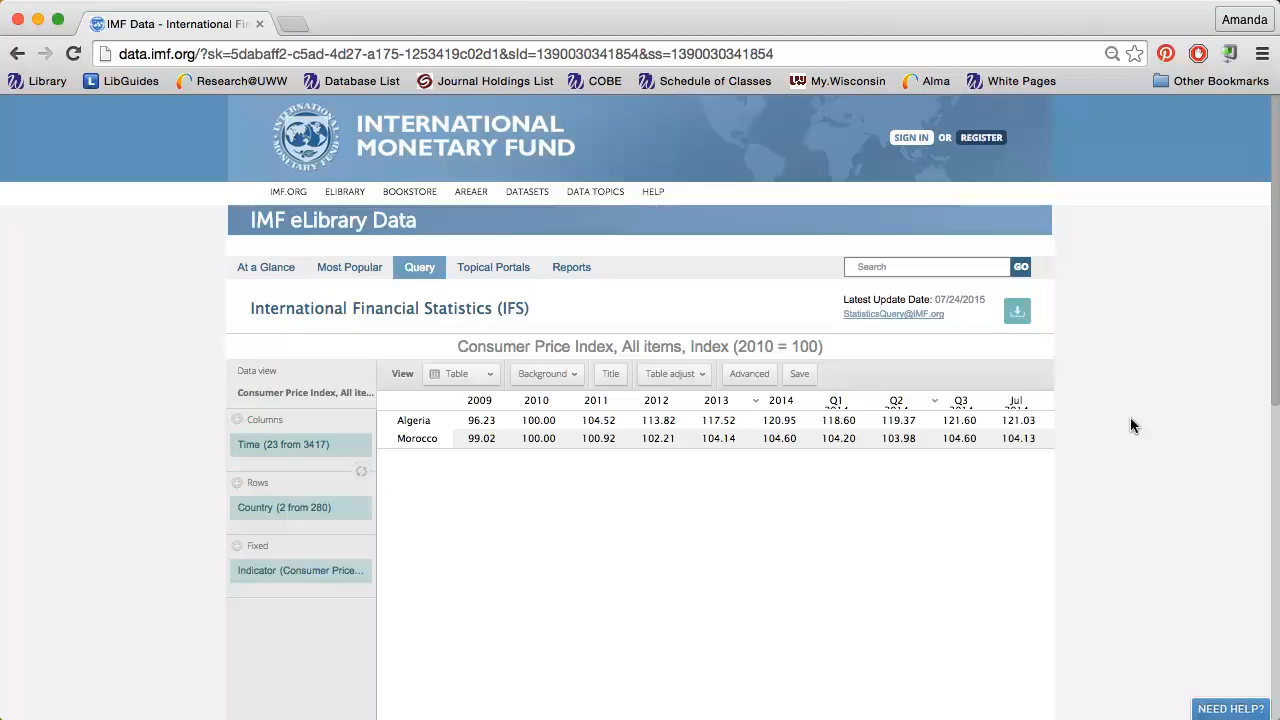 IMF Data - International Fin
Amanda
data.imf.org/?sk=5dabaff2-c5ad-4d27-a175-1253419c02d1&sId=1390030341854&ss=1390030341854
Library LibGuides Research@UWW Database List Journal Holdings List COBE Schedule of Classes My.Wisconsin Alma White Pages Other Bookmarks
INTERNATIONAL MONETARY FUND
INTERNATIONAL
MONETARY FUND
SIGN IN OR REGISTER
IMF.ORG ELIBRARY BOOKSTORE AREAER DATASETS DATA TOPICS HELP
IMF eLibrary Data
At a Glance Most Popular Query Topical Portals Reports Search GO
International Financial Statistics (IFS)
Latest Update Date: 07/24/2015
StatisticsQuery@IMF.org
Consumer Price Index, All items, Index (2010 = 100)
Data view
Consumer Price Index, All ite...
Columns
Time (23 from 3417)
Rows
Country (2 from 280)
Fixed
Indicator (Consumer Price...
View Table Background Title Table adjust Advanced Save
2009 2010 2011 2012 2013 2014 Q1 2014 Q2 2014 Q3 2014 Jul 2014
Algeria 96.23 100.00 104.52 113.82 117.52 120.95 118.60 119.37 121.60 121.03
Morocco 99.02 100.00 100.92 102.21 104.14 104.60 104.20 103.98 104.60 104.13
NEED HELP?